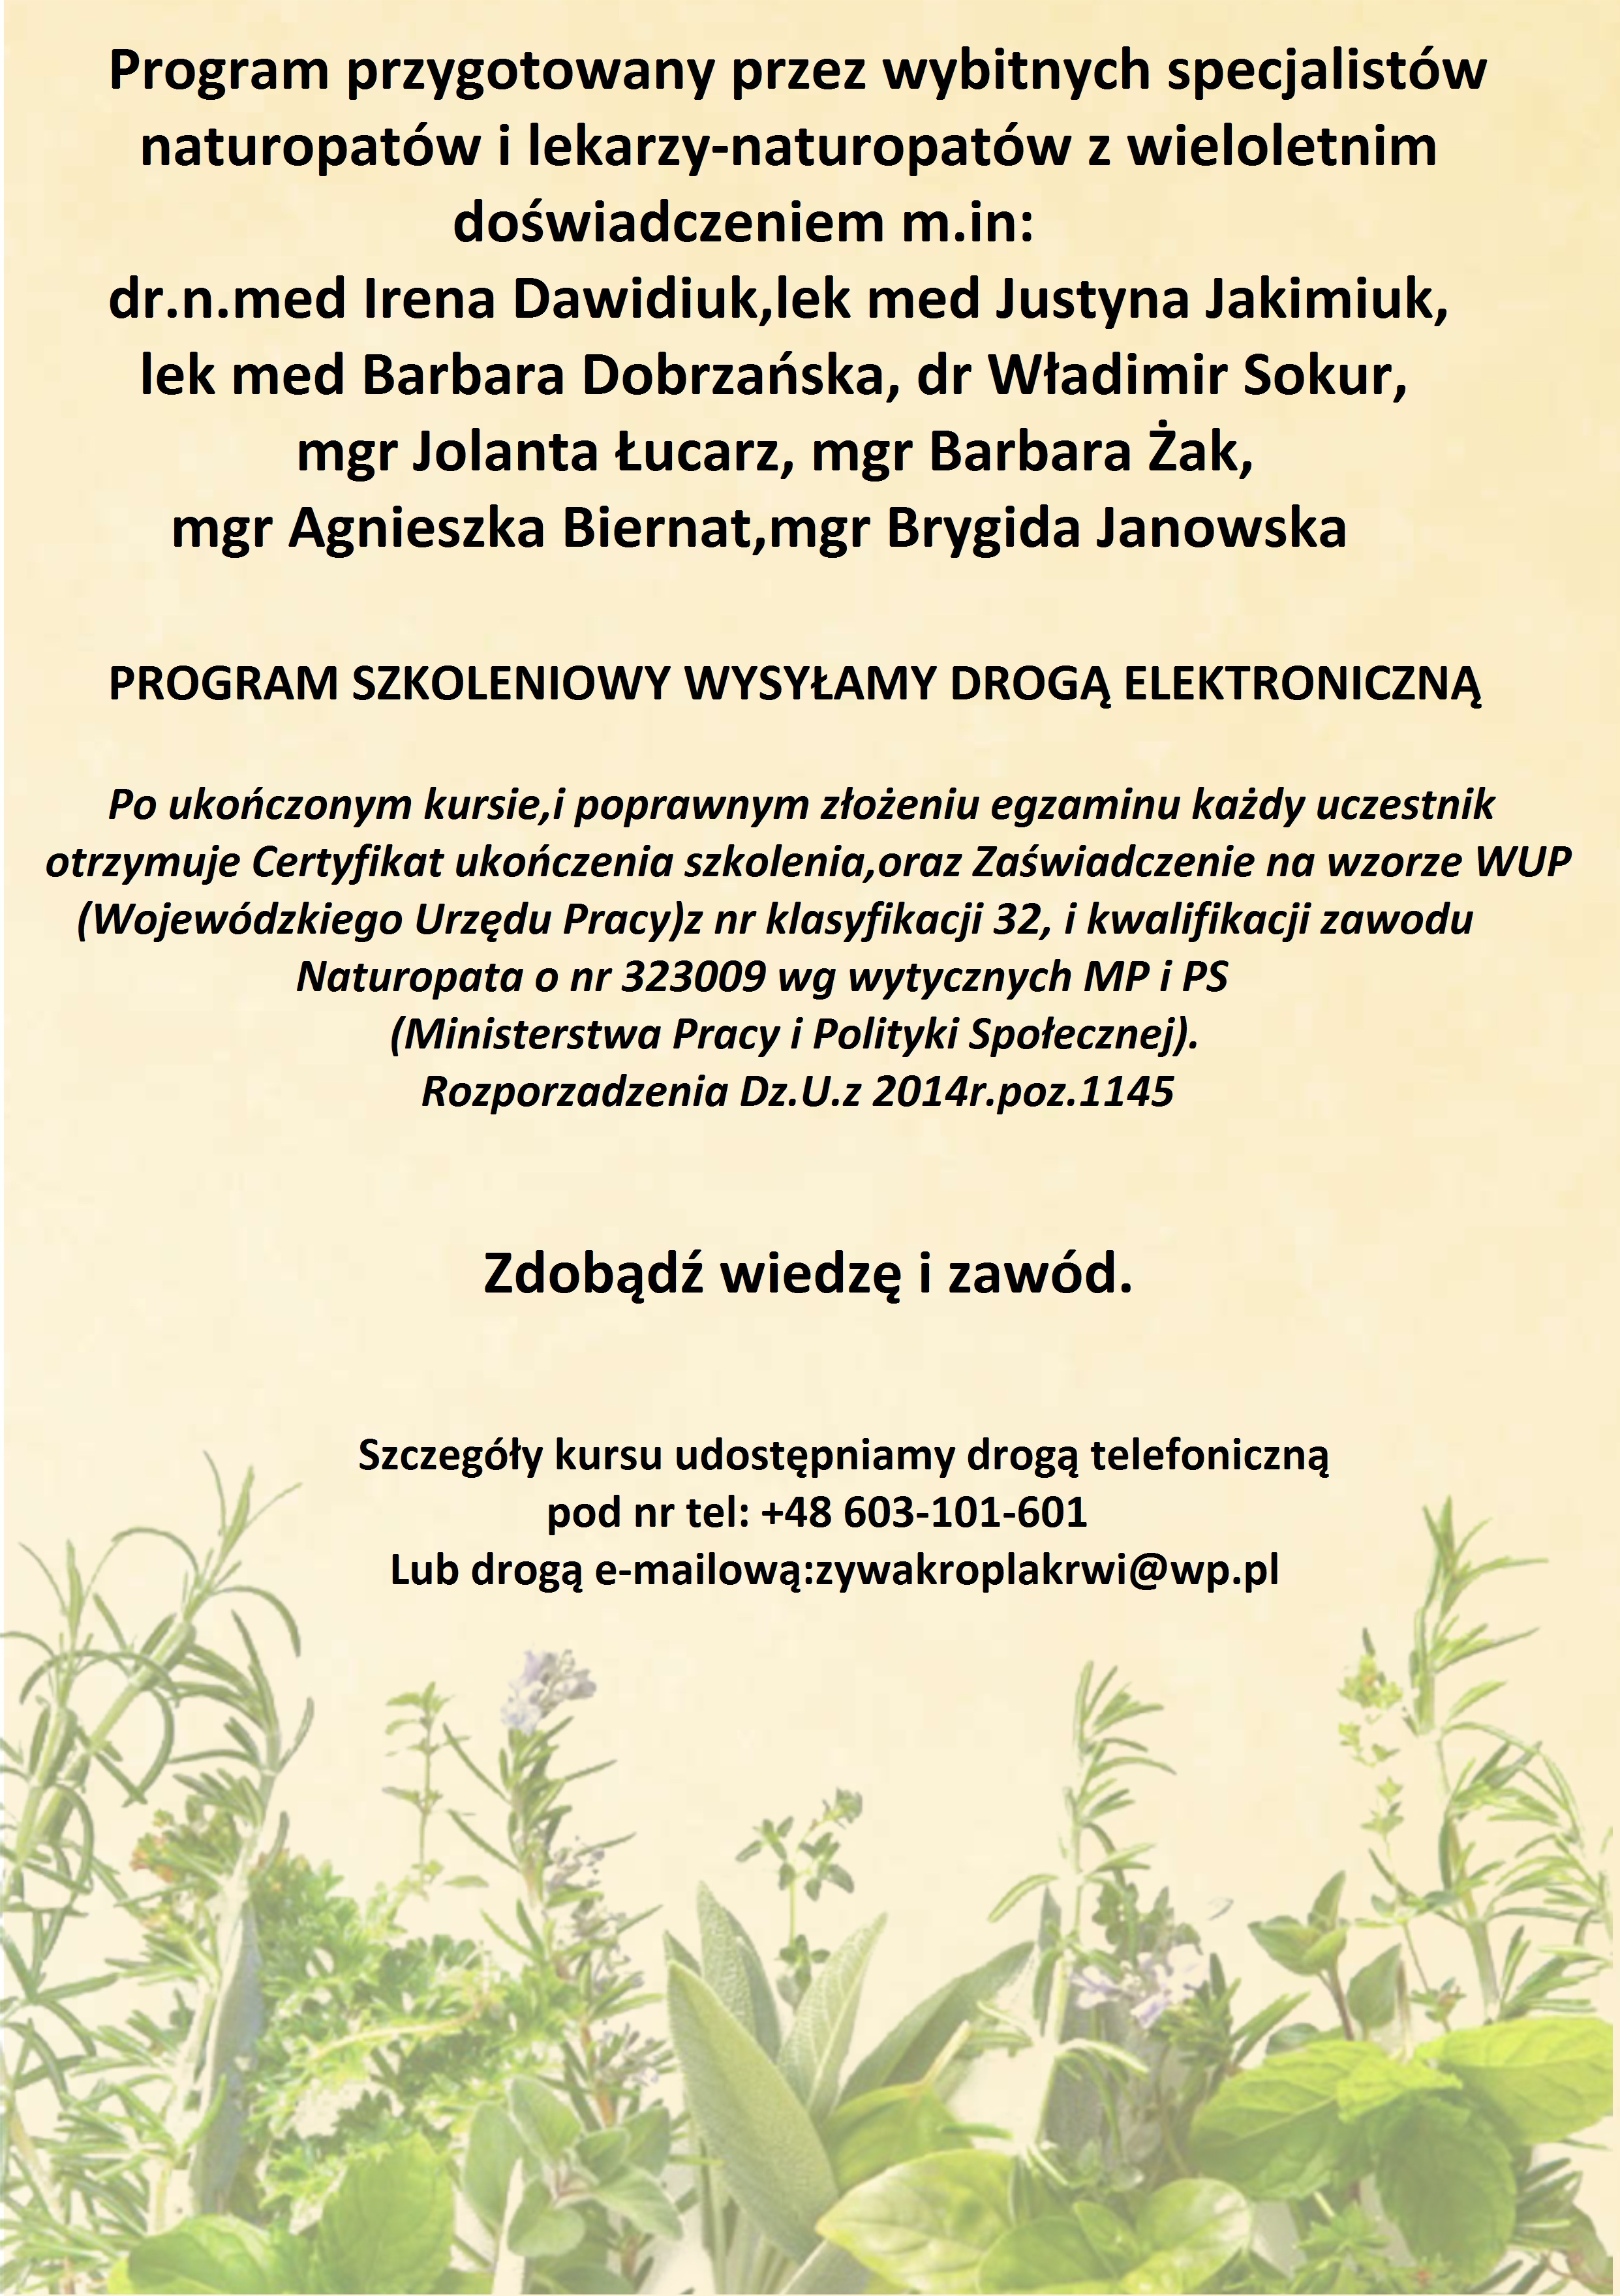 Program przygotowany przez wybitnych specjalistów
naturopatów i lekarzy-naturopatów z wieloletnim
doświadczeniem m.in:
dr.n.med Irena Dawidiuk,lek med Justyna Jakimiuk,
lek med Barbara Dobrzańska, dr Władimir Sokur,
mgr Jolanta Łucarz, mgr Barbara Żak,
mgr Agnieszka Biernat,mgr Brygida Janowska
PROGRAM SZKOLENIOWY WYSYŁAMY DROGĄ ELEKTRONICZNĄ
Po ukończonym kursie,i poprawnym złożeniu egzaminu każdy uczestnik
otrzymuje Certyfikat ukończenia szkolenia,oraz Zaświadczenie na wzorze WUP
(Wojewódzkiego Urzędu Pracy)z nr klasyfikacji 32, i kwalifikacji zawodu
Naturopata o nr 323009 wg wytycznych MP i PS
(Ministerstwa Pracy i Polityki Społecznej).
Rozporzadzenia Dz.U.z 2014r.poz.1145
Zdobądź wiedzę i zawód.
Szczegóły kursu udostępniamy drogą telefoniczną
pod nr tel: +48 603-101-601
Lub drogą e-mailową:zywakroplakrwi@wp.pl